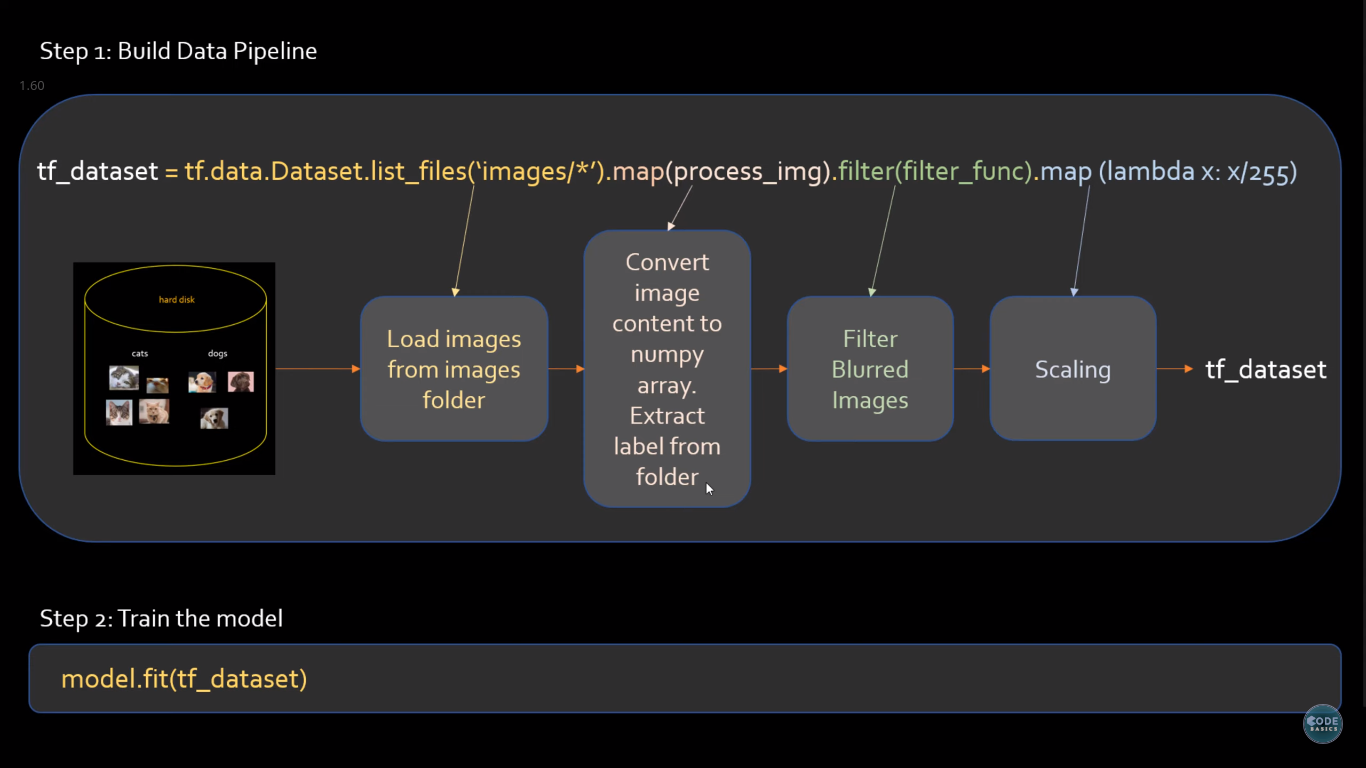 Step 1: Build Data Pipeline
1.60
tf_dataset = tf.data.Dataset.list_files(‘images/*’).map(process_img).filter(filter_func).map (lambda x: x/255)
hard disk
cats
dogs
Load images
from images
folder
Convert
image
content to
numpy
array.
Extract
label from
folder
Filter
Blurred
Images
Scaling
tf_dataset
Step 2: Train the model
model.fit(tf_dataset)
CODE
BASICS